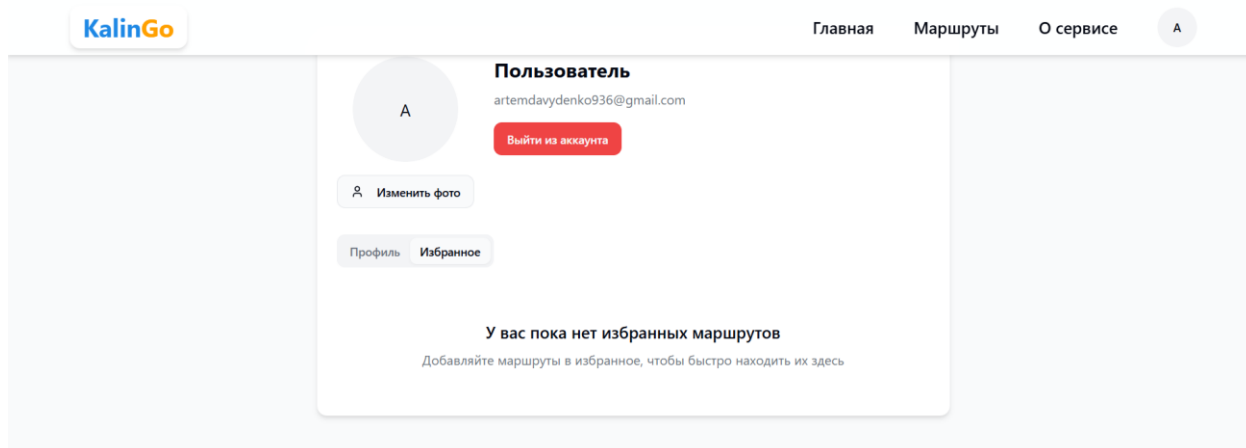 KalinGo
Главная Маршруты О сервисе A
A
Пользователь
artemdavydenko936@gmail.com
Выйти из аккаунта
Изменить фото
Профиль Избранное
У вас пока нет избранных маршрутов
Добавляйте маршруты в избранное, чтобы быстро находить их здесь